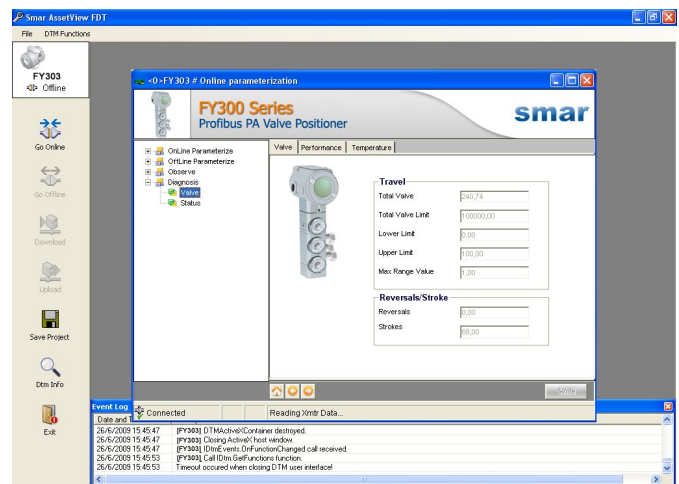 Smar AssetView FDT
File DTM Functions
FY303
Offline
Go Online
Go Offline
Download
Upload
Save Project
Dtm Info
Exit
<0>FY303 # Online parameterization
FY300 Series
Profibus PA Valve Positioner
smar
OnLine Parameterize
OffLine Parameterize
Observe
Diagnosis
Valve
Status
Valve Performance Temperature
Travel
Total Valve 240,74
Total Valve Limit 100000,00
Lower Limit 0,00
Upper Limit 100,00
Max Range Value 1,00
Reversals/Stroke
Reversals 0,00
Strokes 68,00
Write
Connected Reading Xmtr Data...
Event Log
Date and T
26/6/2009 15:45:47 [FY303] DTMActiveXContainer destroyed.
26/6/2009 15:45:47 [FY303] Closing ActiveX host window.
26/6/2009 15:45:47 [FY303] IDtmEvents.OnFunctionChanged call received.
26/6/2009 15:45:53 [FY303] Call IDtm.GetFunctions function.
26/6/2009 15:45:53 Timeout occured when closing DTM user interface!